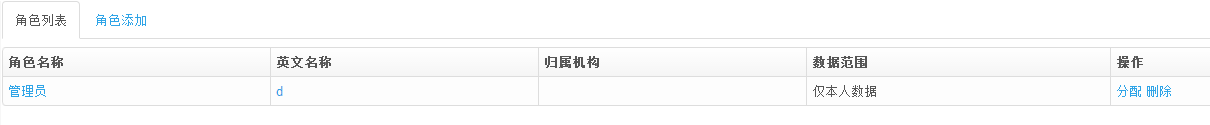 角色列表 角色添加
角色名称 英文名称 归属机构 数据范围 操作
管理员 d 仅本人数据 分配 删除